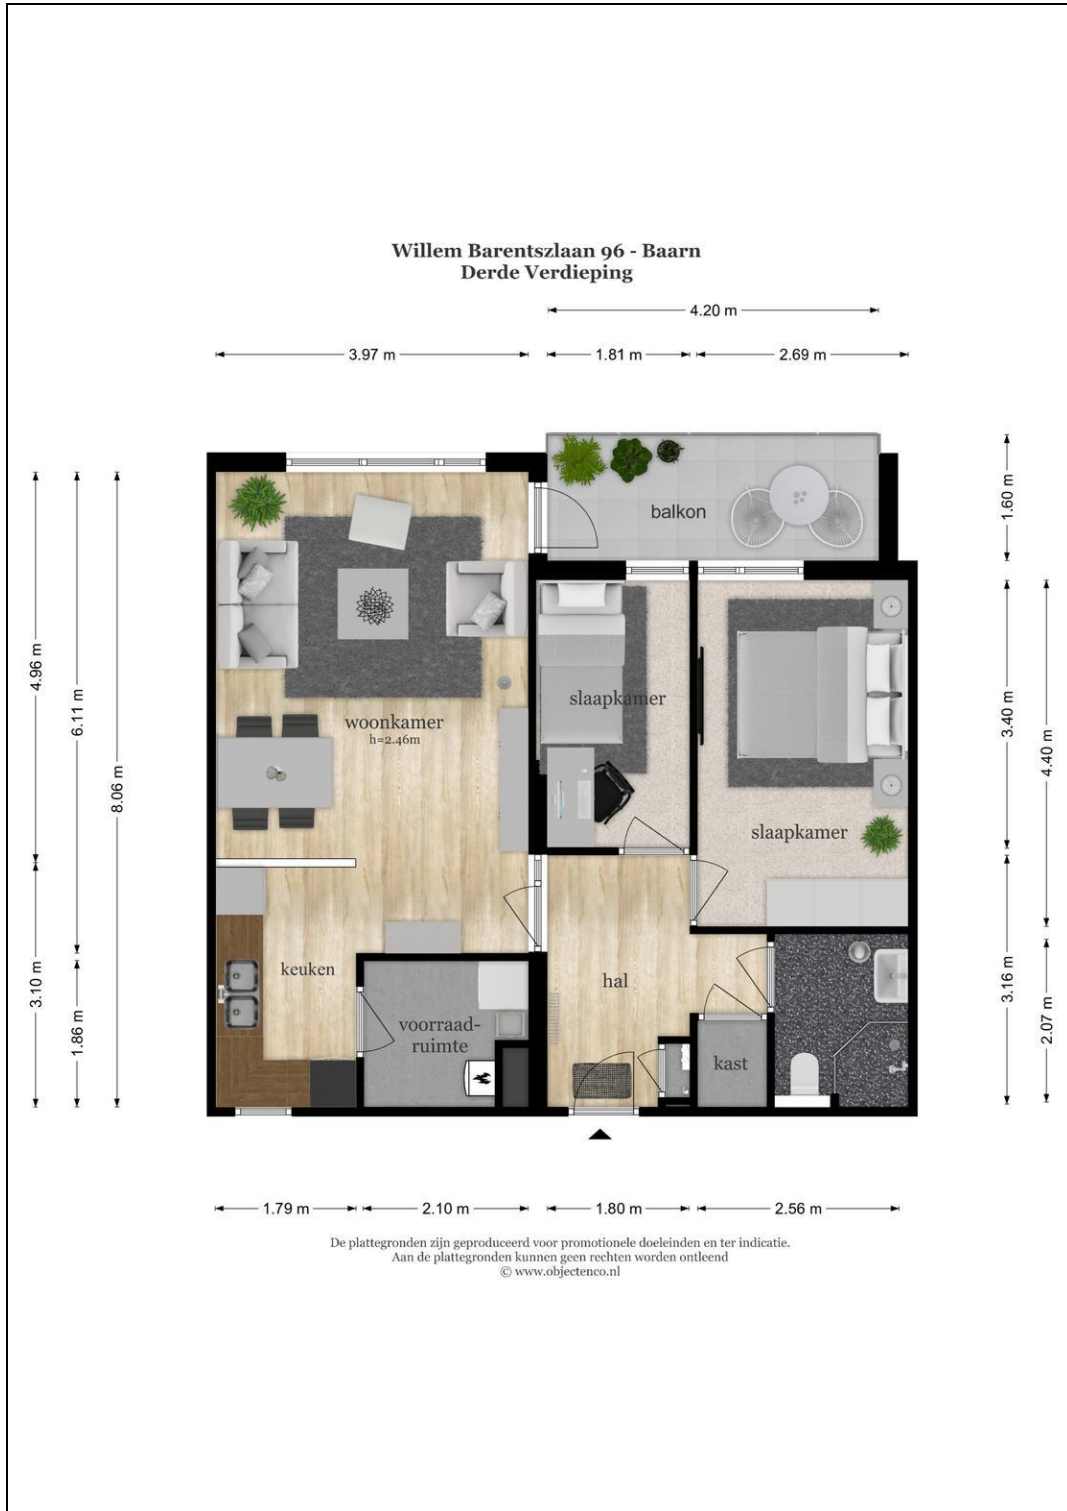 Willem Barentszlaan 96 - Baarn
Derde Verdieping
4.20 m
3.97 m
1.81 m
2.69 m
4.96 m
6.11 m
8.06 m
3.10 m
1.86 m
balkon
1.60 m
3.40 m
4.40 m
3.16 m
2.07 m
slaapkamer
woonkamer
h=2.46m
slaapkamer
keuken
hal
voorraad-
ruimte
kast
1.79 m
2.10 m
1.80 m
2.56 m
De plattegronden zijn geproduceerd voor promotionele doeleinden en ter indicatie.
Aan de plattegronden kunnen geen rechten worden ontleend
© www.objectenco.nl